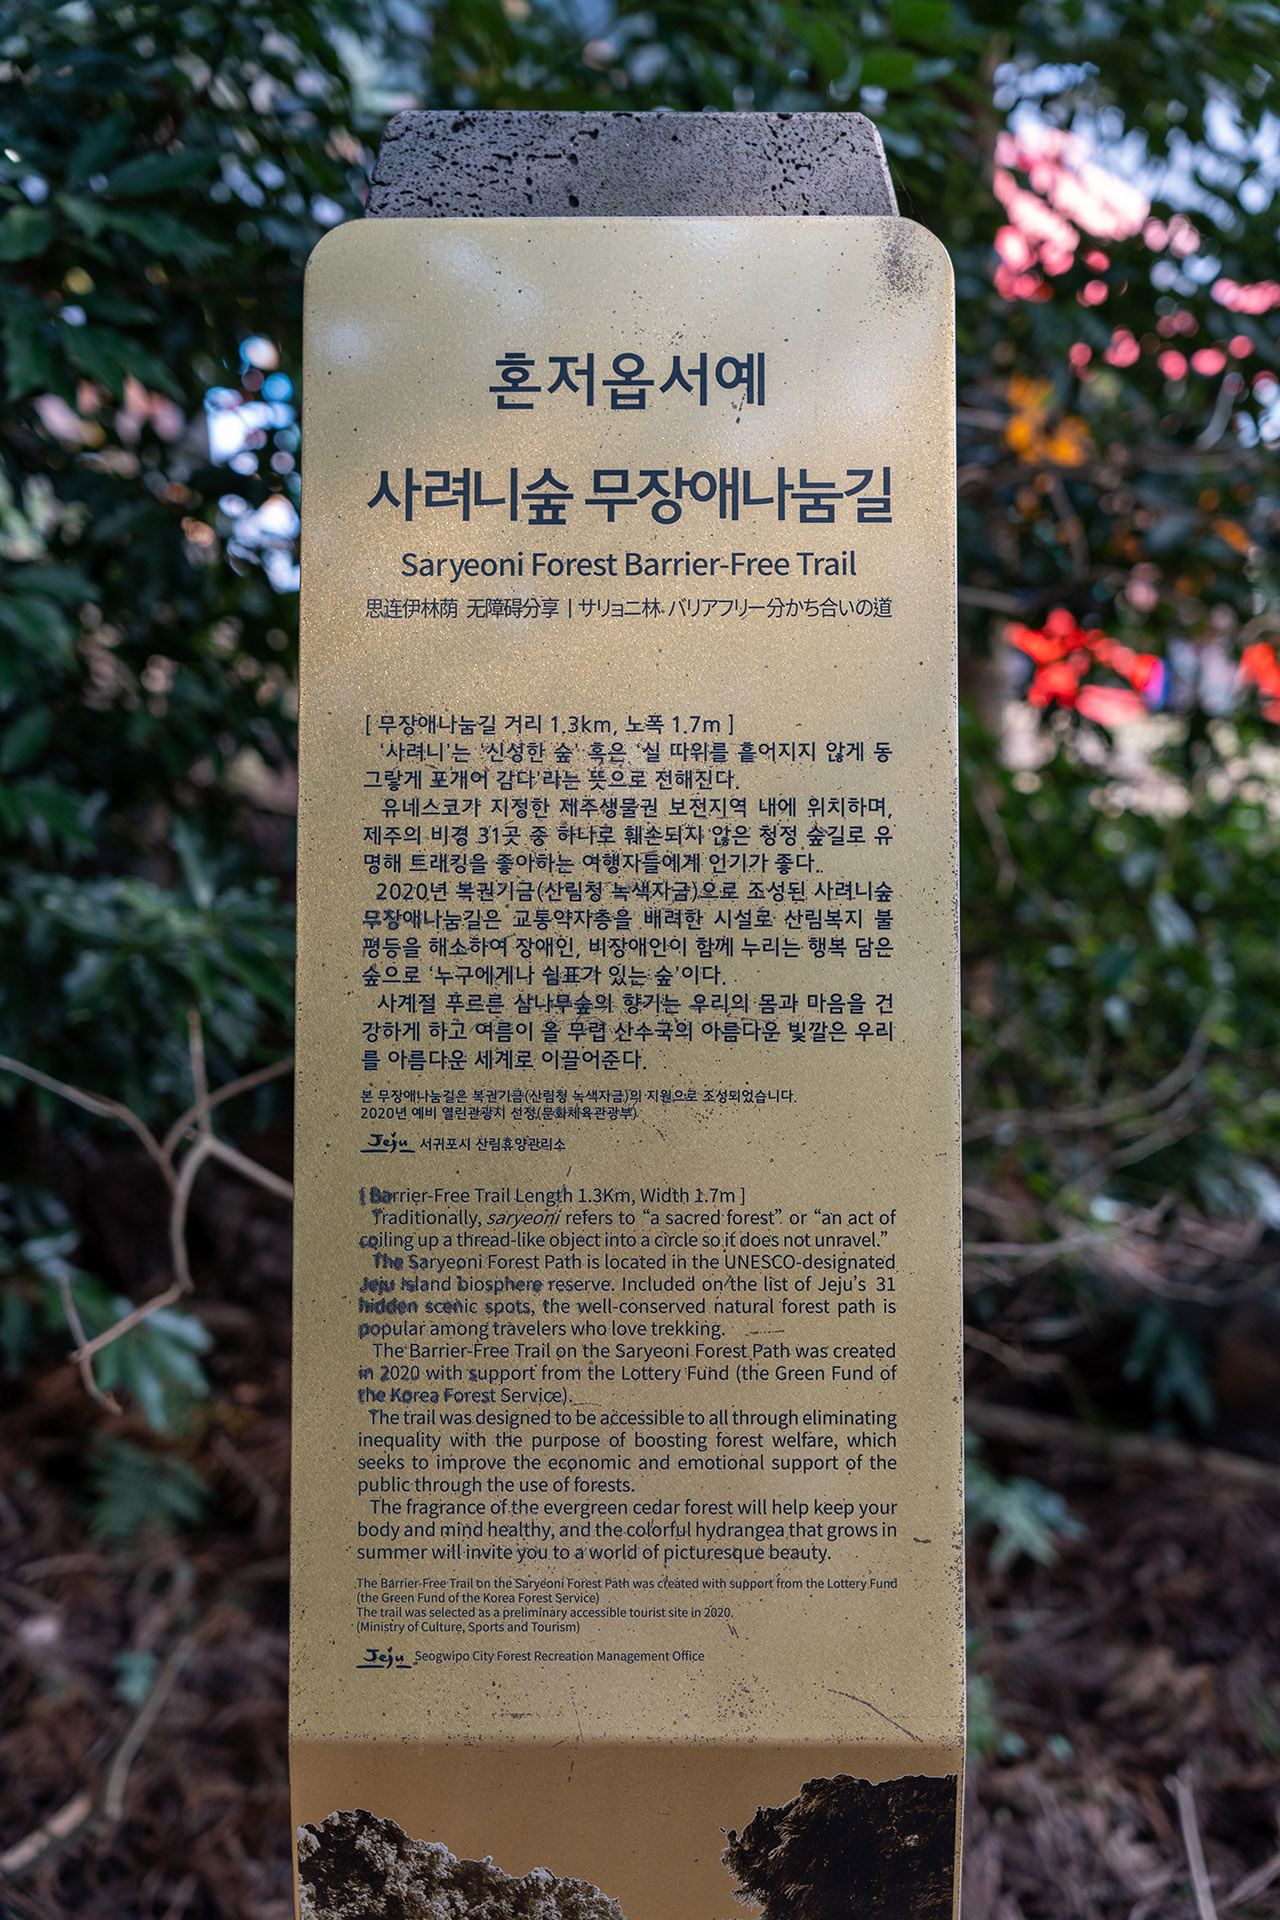 혼저옵서예
사려니숲 무장애나눔길
Saryeoni Forest Barrier-Free Trail
思连伊林荫 无障碍分享 | サリョニ林 バリアフリー分かち合いの道
[ 무장애나눔길 거리 1.3km, 노폭 1.7m ]
'사려니'는 '신성한 숲' 혹은 '실 따위를 흩어지지 않게 동
그랗게 포개어 감다'라는 뜻으로 전해진다.
유네스코가 지정한 제주생물권 보전지역 내에 위치하며,
제주의 비경 31곳 중 하나로 훼손되지 않은 청정 숲길로 유
명해 트래킹을 좋아하는 여행자들에게 인기가 좋다.
2020년 복권기금(산림청 녹색자금)으로 조성된 사려니숲
무장애나눔길은 교통약자층을 배려한 시설로 산림복지 불
평등을 해소하여 장애인, 비장애인이 함께 누리는 행복 담은
숲으로 '누구에게나 쉼표가 있는 숲'이다.
사계절 푸르른 삼나무숲의 향기는 우리의 몸과 마음을 건
강하게 하고 여름이 올 무렵 산수국의 아름다운 빛깔은 우리
를 아름다운 세계로 이끌어준다.
본 무장애나눔길은 복권기금(산림청 녹색자금)의 지원으로 조성되었습니다.
2020년 예비 열린관광지 선정(문화체육관광부)
Jeju 서귀포시 산림휴양관리소
[ Barrier-Free Trail Length 1.3Km, Width 1.7m ]
Traditionally, saryeoni refers to “a sacred forest” or “an act of
coiling up a thread-like object into a circle so it does not unravel.”
The Saryeoni Forest Path is located in the UNESCO-designated
Jeju Island biosphere reserve. Included on the list of Jeju’s 31
hidden scenic spots, the well-conserved natural forest path is
popular among travelers who love trekking.
The Barrier-Free Trail on the Saryeoni Forest Path was created
in 2020 with support from the Lottery Fund (the Green Fund of
the Korea Forest Service).
The trail was designed to be accessible to all through eliminating
inequality with the purpose of boosting forest welfare, which
seeks to improve the economic and emotional support of the
public through the use of forests.
The fragrance of the evergreen cedar forest will help keep your
body and mind healthy, and the colorful hydrangea that grows in
summer will invite you to a world of picturesque beauty.
The Barrier-Free Trail on the Saryeoni Forest Path was created with support from the Lottery Fund
(the Green Fund of the Korea Forest Service)
The trail was selected as a preliminary accessible tourist site in 2020.
(Ministry of Culture, Sports and Tourism)
Jeju Seogwipo City Forest Recreation Management Office